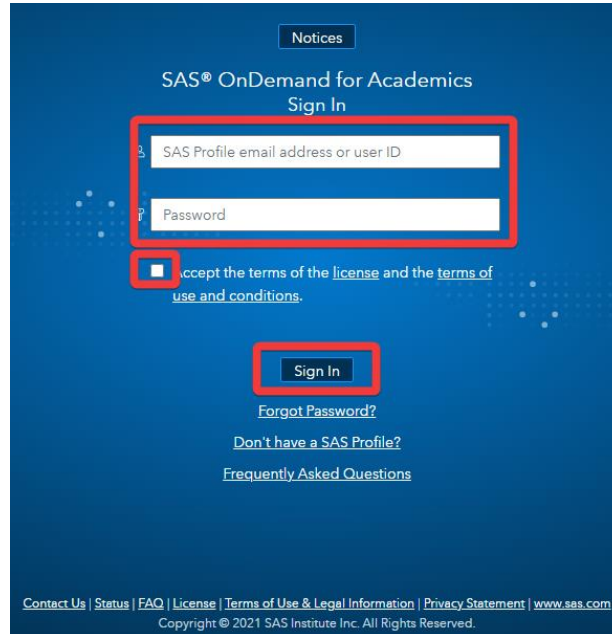 Notices
SAS® OnDemand for Academics
Sign In
SAS Profile email address or user ID
Password
Accept the terms of the license and the terms of
use and conditions.
Sign In
Forgot Password?
Don't have a SAS Profile?
Frequently Asked Questions
Contact Us | Status | FAQ | License | Terms of Use & Legal Information | Privacy Statement | www.sas.com
Copyright © 2021 SAS Institute Inc. All Rights Reserved.